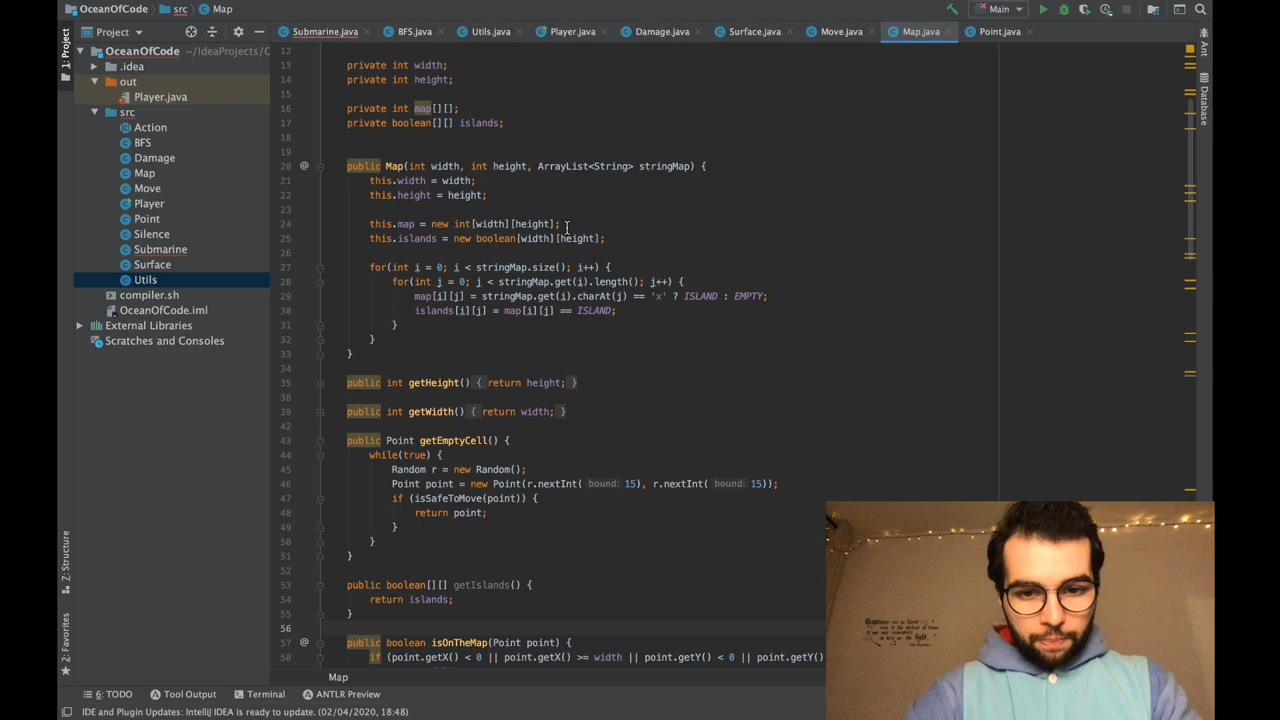 OceanOfCode
src
Map
Main
Project
Submarine.java
BFS.java
Utils.java
Player.java
Damage.java
Surface.java
Move.java
Map.java
Point.java
1: Project
Z: Structure
2: Favorites
Ant
Database
OceanOfCode ~/IdeaProjects/O
.idea
out
Player.java
src
Action
BFS
Damage
Map
Move
Player
Point
Silence
Submarine
Surface
Utils
compiler.sh
OceanOfCode.iml
External Libraries
Scratches and Consoles
12
13 private int width;
14 private int height;
15
16 private int map[][];
17 private boolean[][] islands;
18
19
20 @ public Map(int width, int height, ArrayList<String> stringMap) {
21 this.width = width;
22 this.height = height;
23
24 this.map = new int[width][height];
25 this.islands = new boolean[width][height];
26
27 for(int i = 0; i < stringMap.size(); i++) {
28 for(int j = 0; j < stringMap.get(i).length(); j++) {
29 map[i][j] = stringMap.get(i).charAt(j) == 'x' ? ISLAND : EMPTY;
30 islands[i][j] = map[i][j] == ISLAND;
31 }
32 }
33 }
34
35 public int getHeight() { return height; }
38
39 public int getWidth() { return width; }
42
43 public Point getEmptyCell() {
44 while(true) {
45 Random r = new Random();
46 Point point = new Point(r.nextInt( bound: 15), r.nextInt( bound: 15));
47 if (isSafeToMove(point)) {
48 return point;
49 }
50 }
51 }
52
53 public boolean[][] getIslands() {
54 return islands;
55 }
56
57 @ public boolean isOnTheMap(Point point) {
58 if (point.getX() < 0 || point.getX() >= width || point.getY() < 0 || point.getY()
Map
6: TODO
Tool Output
Terminal
ANTLR Preview
IDE and Plugin Updates: IntelliJ IDEA is ready to update. (02/04/2020, 18:48)